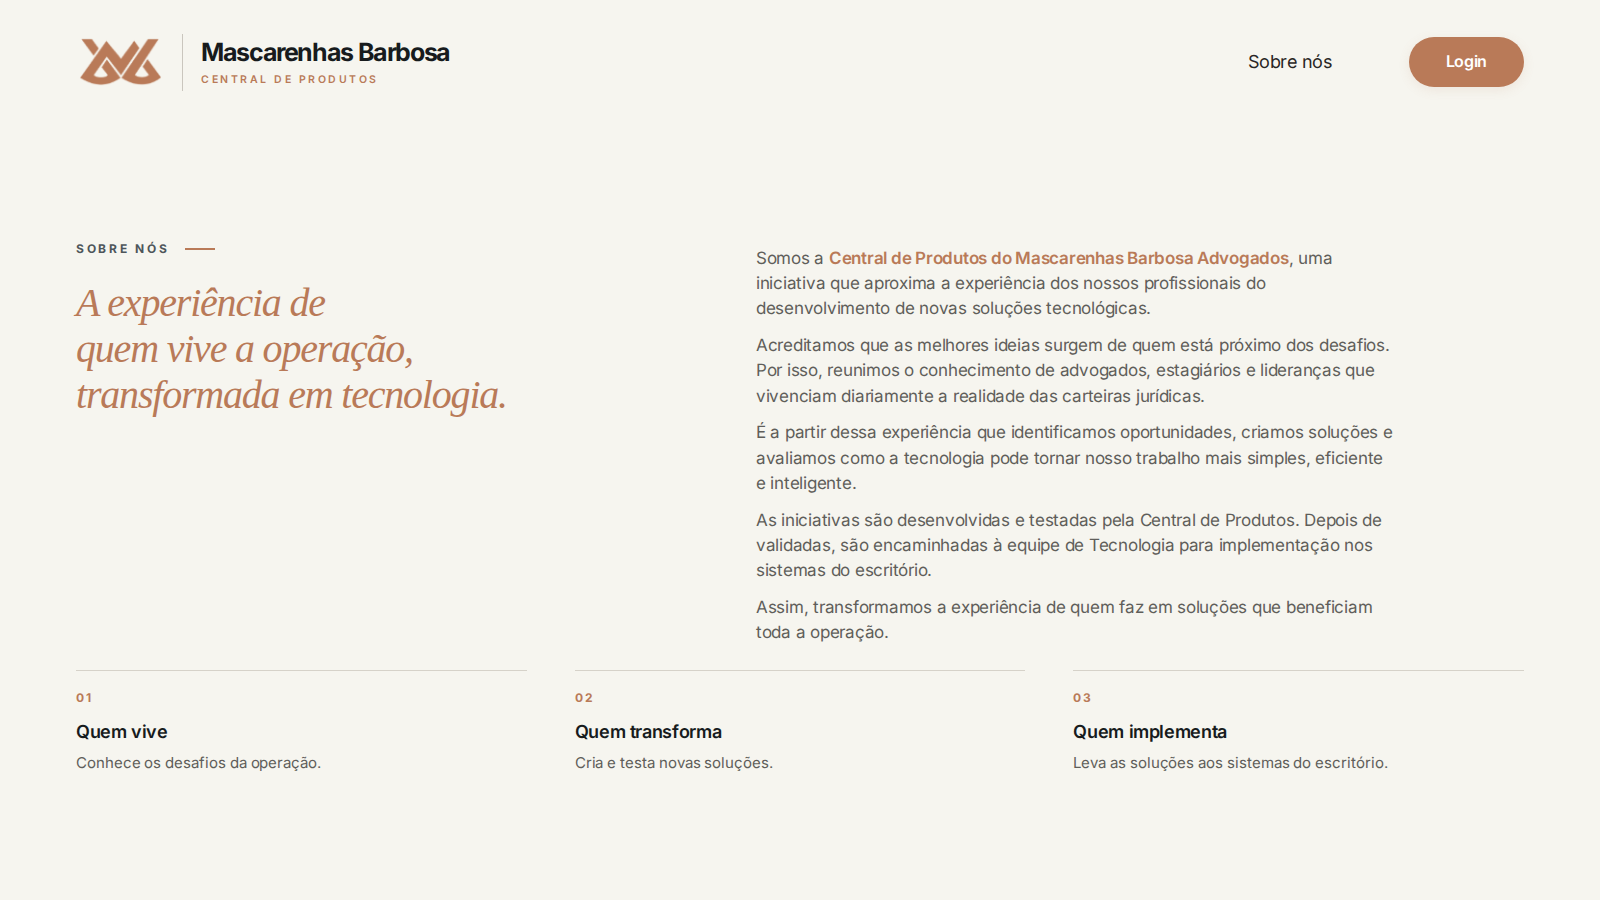 Mascarenhas Barbosa
CENTRAL DE PRODUTOS
Sobre nós
Login
SOBRE NÓS
A experiência de
quem vive a operação,
transformada em tecnologia.
Somos a Central de Produtos do Mascarenhas Barbosa Advogados, uma
iniciativa que aproxima a experiência dos nossos profissionais do
desenvolvimento de novas soluções tecnológicas.
Acreditamos que as melhores ideias surgem de quem está próximo dos desafios.
Por isso, reunimos o conhecimento de advogados, estagiários e lideranças que
vivenciam diariamente a realidade das carteiras jurídicas.
É a partir dessa experiência que identificamos oportunidades, criamos soluções e
avaliamos como a tecnologia pode tornar nosso trabalho mais simples, eficiente
e inteligente.
As iniciativas são desenvolvidas e testadas pela Central de Produtos. Depois de
validadas, são encaminhadas à equipe de Tecnologia para implementação nos
sistemas do escritório.
Assim, transformamos a experiência de quem faz em soluções que beneficiam
toda a operação.
01
Quem vive
Conhece os desafios da operação.
02
Quem transforma
Cria e testa novas soluções.
03
Quem implementa
Leva as soluções aos sistemas do escritório.